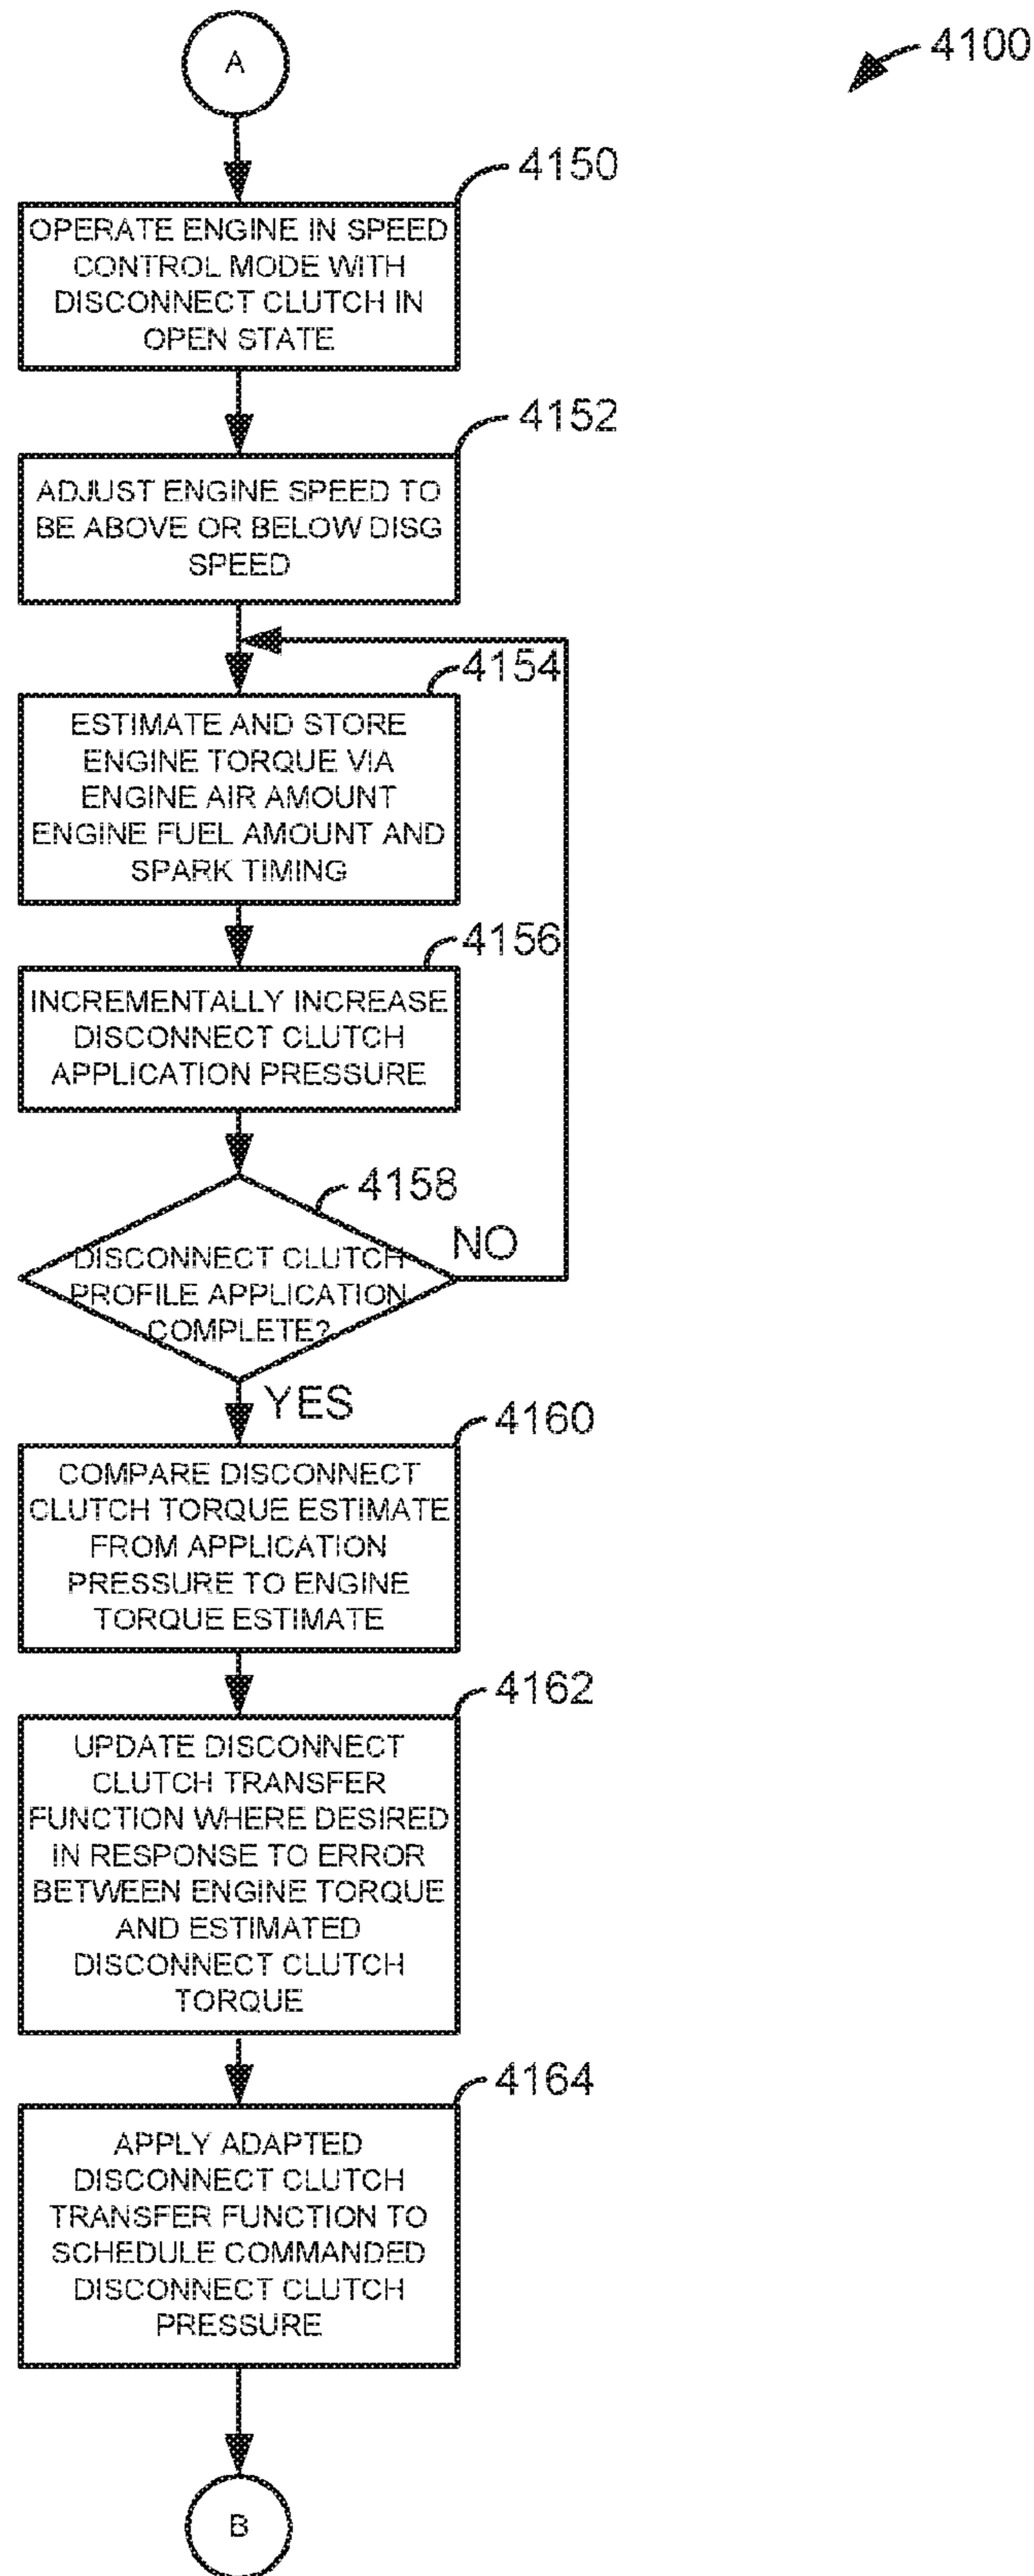 A
4100
4150
OPERATE ENGINE IN SPEED
CONTROL MODE WITH
DISCONNECT CLUTCH IN
OPEN STATE
4152
ADJUST ENGINE SPEED TO
BE ABOVE OR BELOW DISG
SPEED
4154
ESTIMATE AND STORE
ENGINE TORQUE VIA
ENGINE AIR AMOUNT
ENGINE FUEL AMOUNT AND
SPARK TIMING
4156
INCREMENTALLY INCREASE
DISCONNECT CLUTCH
APPLICATION PRESSURE
4158
NO
DISCONNECT CLUTCH
PROFILE APPLICATION
COMPLETE?
YES
4160
COMPARE DISCONNECT
CLUTCH TORQUE ESTIMATE
FROM APPLICATION
PRESSURE TO ENGINE
TORQUE ESTIMATE
4162
UPDATE DISCONNECT
CLUTCH TRANSFER
FUNCTION WHERE DESIRED
IN RESPONSE TO ERROR
BETWEEN ENGINE TORQUE
AND ESTIMATED
DISCONNECT CLUTCH
TORQUE
4164
APPLY ADAPTED
DISCONNECT CLUTCH
TRANSFER FUNCTION TO
SCHEDULE COMMANDED
DISCONNECT CLUTCH
PRESSURE
B